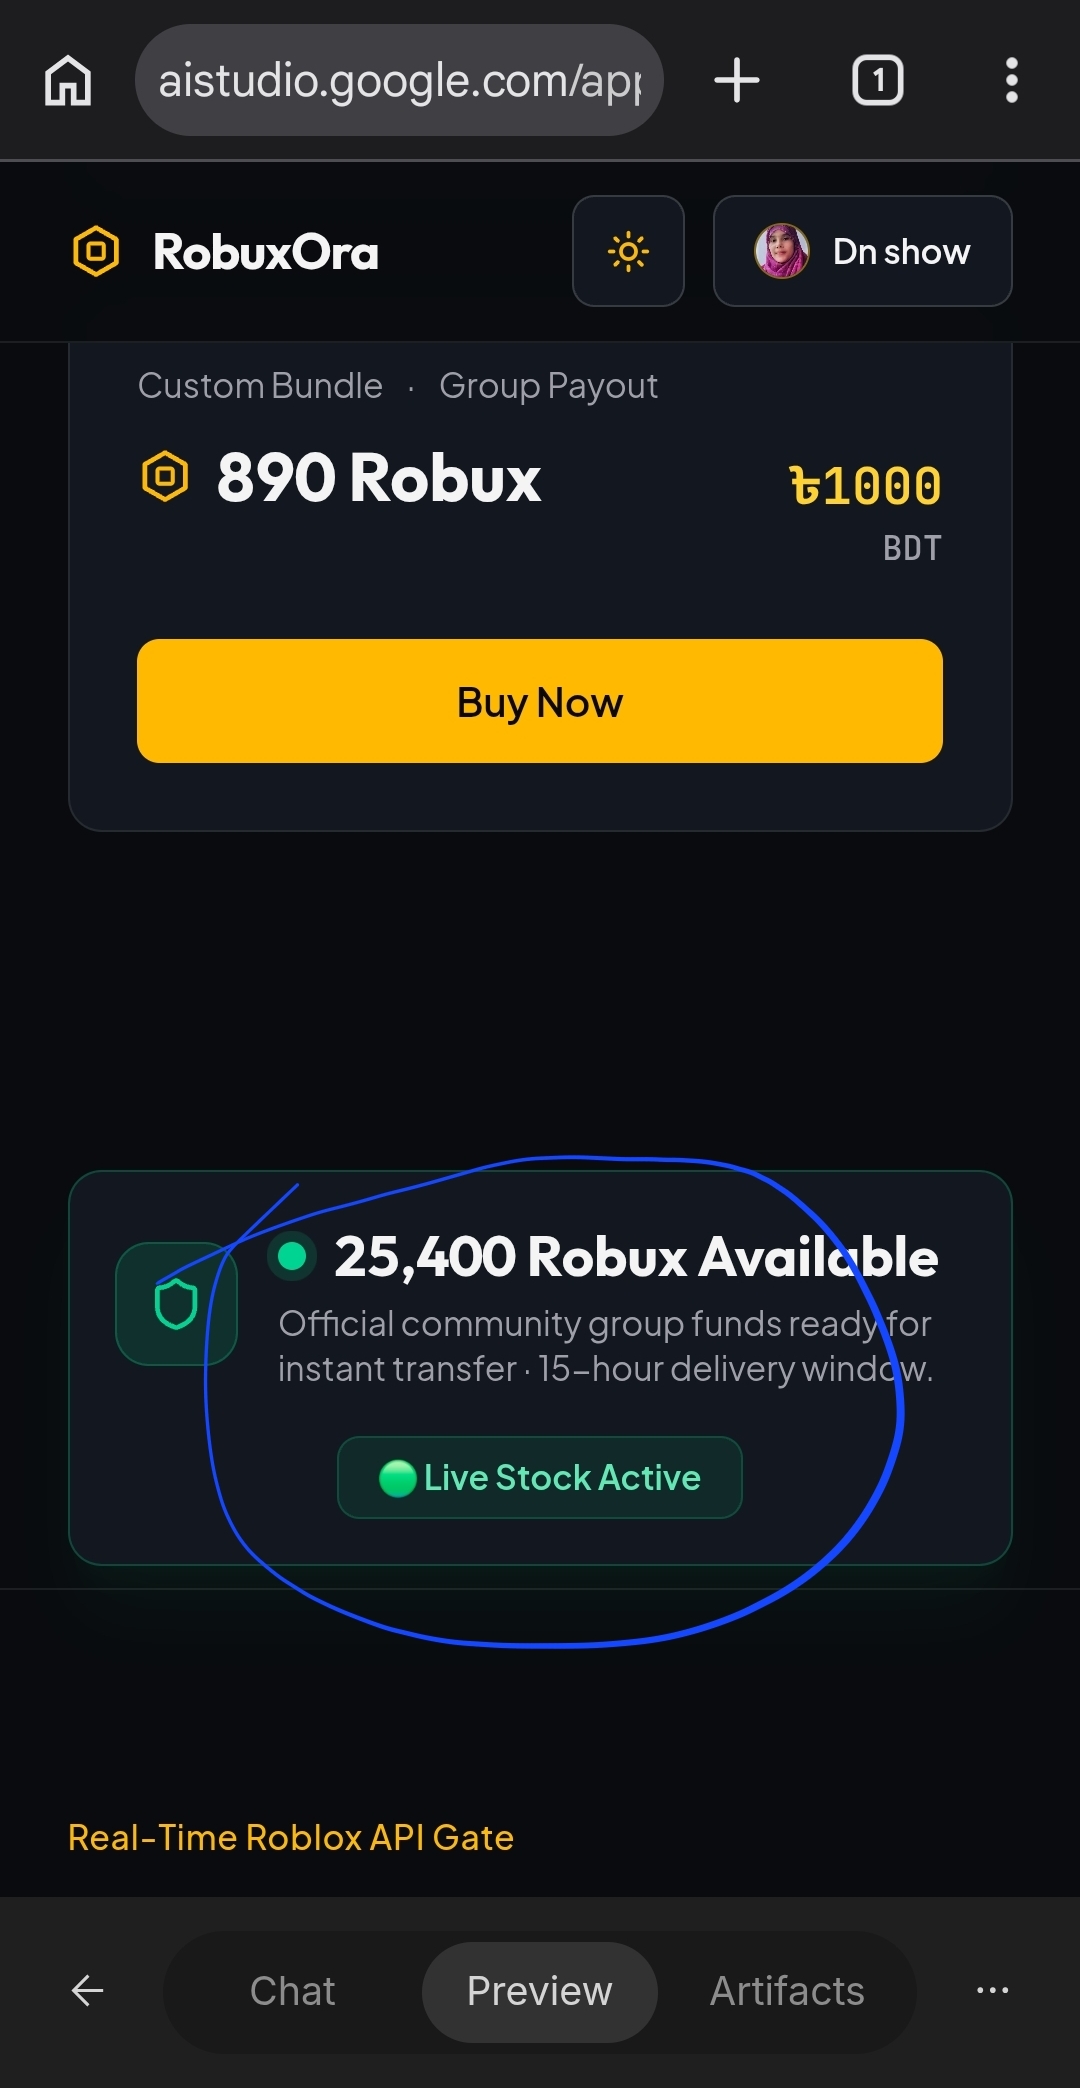 aistudio.google.com/app
1
RobuxOra
Dn show
Custom Bundle · Group Payout
890 Robux
৳1000
BDT
Buy Now
25,400 Robux Available
Official community group funds ready for
instant transfer · 15-hour delivery window.
Live Stock Active
Real-Time Roblox API Gate
Chat
Preview
Artifacts